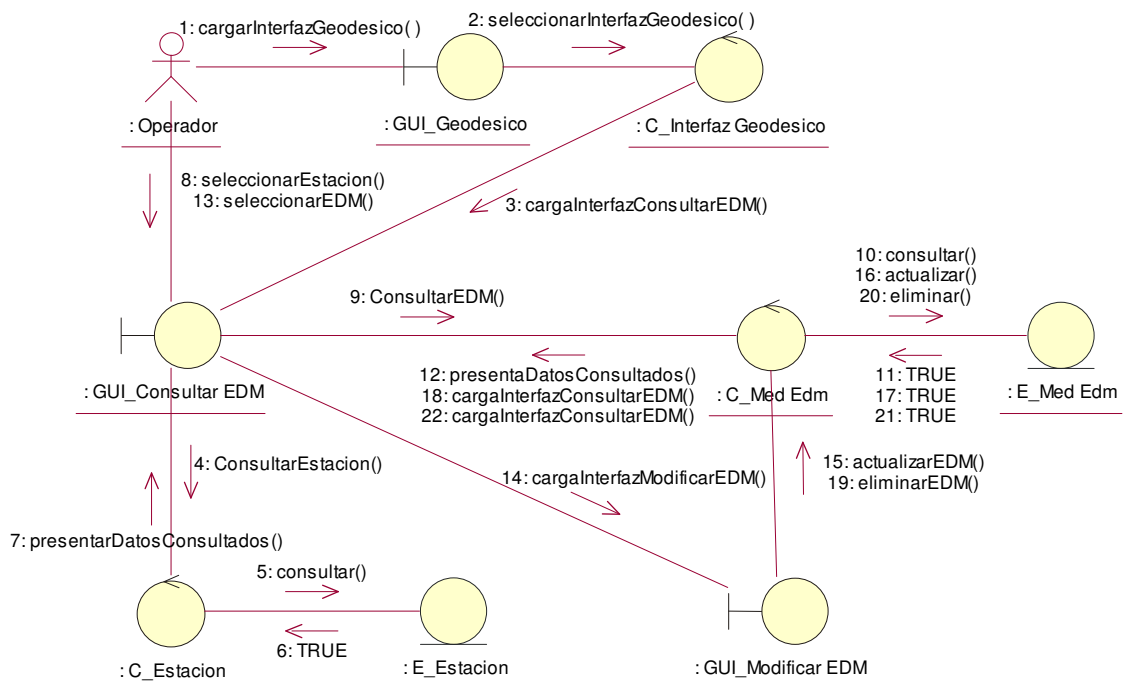 1: cargarInterfazGeodesico( )
2: seleccionarInterfazGeodesico( )
: Operador
: GUI_Geodesico
: C_Interfaz Geodesico
8: seleccionarEstacion()
13: seleccionarEDM()
3: cargaInterfazConsultarEDM()
10: consultar()
16: actualizar()
20: eliminar()
9: ConsultarEDM()
: GUI_Consultar EDM
12: presentaDatosConsultados()
18: cargaInterfazConsultarEDM()
22: cargaInterfazConsultarEDM()
: C_Med Edm
11: TRUE
17: TRUE
21: TRUE
: E_Med Edm
4: ConsultarEstacion()
14: cargaInterfazModificarEDM()
15: actualizarEDM()
19: eliminarEDM()
7: presentarDatosConsultados()
5: consultar()
6: TRUE
: C_Estacion
: E_Estacion
: GUI_Modificar EDM